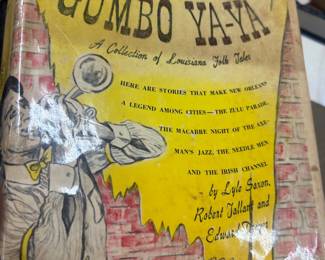 GUMBO YA-YA
A Collection of Louisiana Folk Tales
HERE ARE STORIES THAT MAKE NEW ORLEANS
A LEGEND AMONG CITIES — THE ZULU PARADE,
THE MACABRE NIGHT OF THE AXE-
MAN'S JAZZ, THE NEEDLE MEN
AND THE IRISH CHANNEL
by Lyle Saxon,
Robert Tallant and
Edward